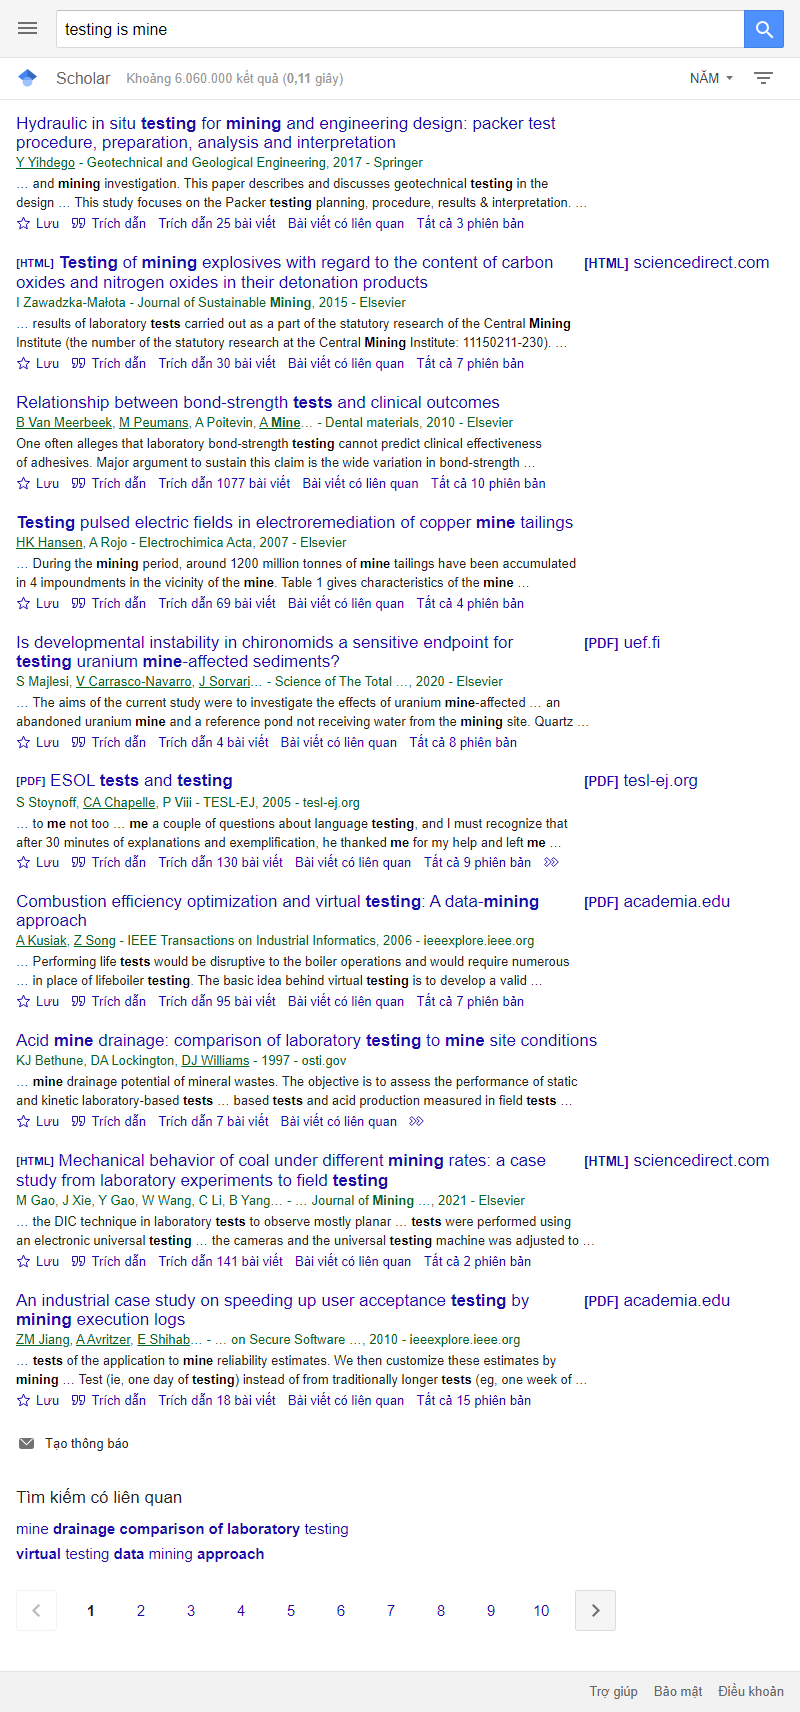 testing is mine
Scholar Khoảng 6.060.000 kết quả (0,11 giây) NĂM
Hydraulic in situ testing for mining and engineering design: packer test
procedure, preparation, analysis and interpretation
Y Yihdego - Geotechnical and Geological Engineering, 2017 - Springer
... and mining investigation. This paper describes and discusses geotechnical testing in the
design ... This study focuses on the Packer testing planning, procedure, results & interpretation. ...
Lưu Trích dẫn Trích dẫn 25 bài viết Bài viết có liên quan Tất cả 3 phiên bản
[HTML] Testing of mining explosives with regard to the content of carbon [HTML] sciencedirect.com
oxides and nitrogen oxides in their detonation products
I Zawadzka-Małota - Journal of Sustainable Mining, 2015 - Elsevier
... results of laboratory tests carried out as a part of the statutory research of the Central Mining
Institute (the number of the statutory research at the Central Mining Institute: 11150211-230). ...
Lưu Trích dẫn Trích dẫn 30 bài viết Bài viết có liên quan Tất cả 7 phiên bản
Relationship between bond-strength tests and clinical outcomes
B Van Meerbeek, M Peumans, A Poitevin, A Mine... - Dental materials, 2010 - Elsevier
One often alleges that laboratory bond-strength testing cannot predict clinical effectiveness
of adhesives. Major argument to sustain this claim is the wide variation in bond-strength ...
Lưu Trích dẫn Trích dẫn 1077 bài viết Bài viết có liên quan Tất cả 10 phiên bản
Testing pulsed electric fields in electroremediation of copper mine tailings
HK Hansen, A Rojo - Electrochimica Acta, 2007 - Elsevier
... During the mining period, around 1200 million tonnes of mine tailings have been accumulated
in 4 impoundments in the vicinity of the mine. Table 1 gives characteristics of the mine ...
Lưu Trích dẫn Trích dẫn 69 bài viết Bài viết có liên quan Tất cả 4 phiên bản
Is developmental instability in chironomids a sensitive endpoint for [PDF] uef.fi
testing uranium mine-affected sediments?
S Majlesi, V Carrasco-Navarro, J Sorvari... - Science of The Total ..., 2020 - Elsevier
... The aims of the current study were to investigate the effects of uranium mine-affected ... an
abandoned uranium mine and a reference pond not receiving water from the mining site. Quartz ...
Lưu Trích dẫn Trích dẫn 4 bài viết Bài viết có liên quan Tất cả 8 phiên bản
[PDF] ESOL tests and testing [PDF] tesl-ej.org
S Stoynoff, CA Chapelle, P Viii - TESL-EJ, 2005 - tesl-ej.org
... to me not too ... me a couple of questions about language testing, and I must recognize that
after 30 minutes of explanations and exemplification, he thanked me for my help and left me ...
Lưu Trích dẫn Trích dẫn 130 bài viết Bài viết có liên quan Tất cả 9 phiên bản
Combustion efficiency optimization and virtual testing: A data-mining [PDF] academia.edu
approach
A Kusiak, Z Song - IEEE Transactions on Industrial Informatics, 2006 - ieeexplore.ieee.org
... Performing life tests would be disruptive to the boiler operations and would require numerous
... in place of lifeboiler testing. The basic idea behind virtual testing is to develop a valid ...
Lưu Trích dẫn Trích dẫn 95 bài viết Bài viết có liên quan Tất cả 7 phiên bản
Acid mine drainage: comparison of laboratory testing to mine site conditions
KJ Bethune, DA Lockington, DJ Williams - 1997 - osti.gov
... mine drainage potential of mineral wastes. The objective is to assess the performance of static
and kinetic laboratory-based tests ... based tests and acid production measured in field tests ...
Lưu Trích dẫn Trích dẫn 7 bài viết Bài viết có liên quan
[HTML] Mechanical behavior of coal under different mining rates: a case [HTML] sciencedirect.com
study from laboratory experiments to field testing
M Gao, J Xie, Y Gao, W Wang, C Li, B Yang... - ... Journal of Mining ..., 2021 - Elsevier
... the DIC technique in laboratory tests to observe mostly planar ... tests were performed using
an electronic universal testing ... the cameras and the universal testing machine was adjusted to ...
Lưu Trích dẫn Trích dẫn 141 bài viết Bài viết có liên quan Tất cả 2 phiên bản
An industrial case study on speeding up user acceptance testing by [PDF] academia.edu
mining execution logs
ZM Jiang, A Avritzer, E Shihab... - ... on Secure Software ..., 2010 - ieeexplore.ieee.org
... tests of the application to mine reliability estimates. We then customize these estimates by
mining ... Test (ie, one day of testing) instead of from traditionally longer tests (eg, one week of ...
Lưu Trích dẫn Trích dẫn 18 bài viết Bài viết có liên quan Tất cả 15 phiên bản
Tạo thông báo
Tìm kiếm có liên quan
mine drainage comparison of laboratory testing
virtual testing data mining approach
1 2 3 4 5 6 7 8 9 10
Trợ giúp Bảo mật Điều khoản